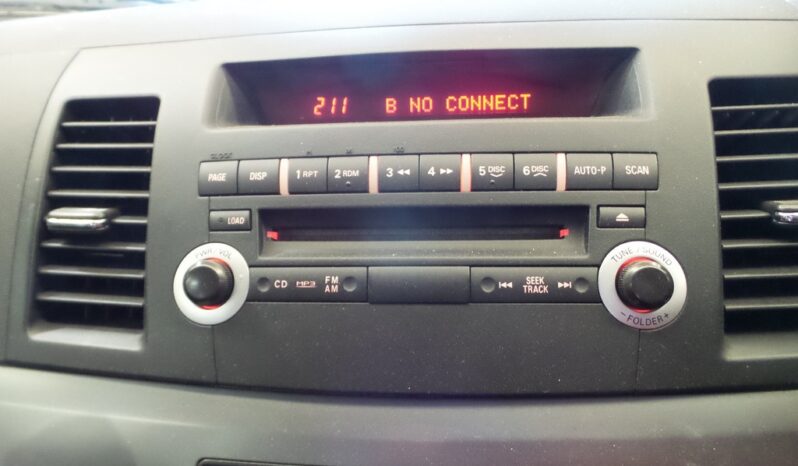 211 B NO CONNECT
CLOCK
PAGE DISP 1 RPT 2 RDM 3 ◀◀ 4 ▶▶ 5 DISC 6 DISC AUTO-P SCAN
LOAD
PWR/VOL
TUNE / SOUND
CD MP3 FM
AM
SEEK
TRACK
−FOLDER+